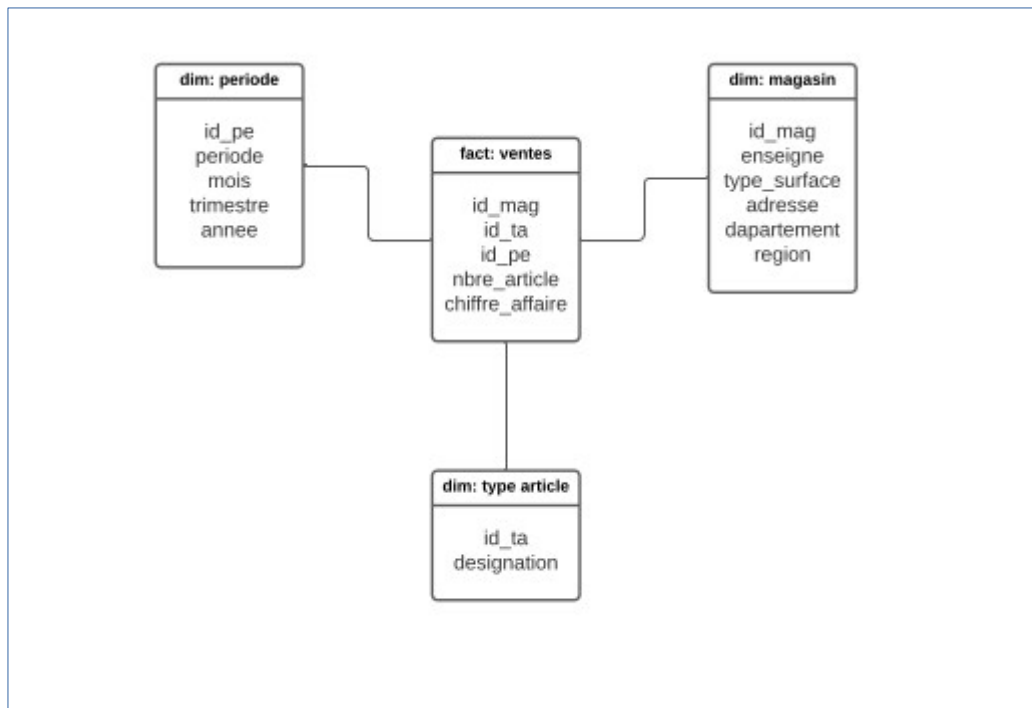 dim: periode
id_pe
periode
mois
trimestre
annee
fact: ventes
id_mag
id_ta
id_pe
nbre_article
chiffre_affaire
dim: magasin
id_mag
enseigne
type_surface
adresse
dapartement
region
dim: type article
id_ta
designation